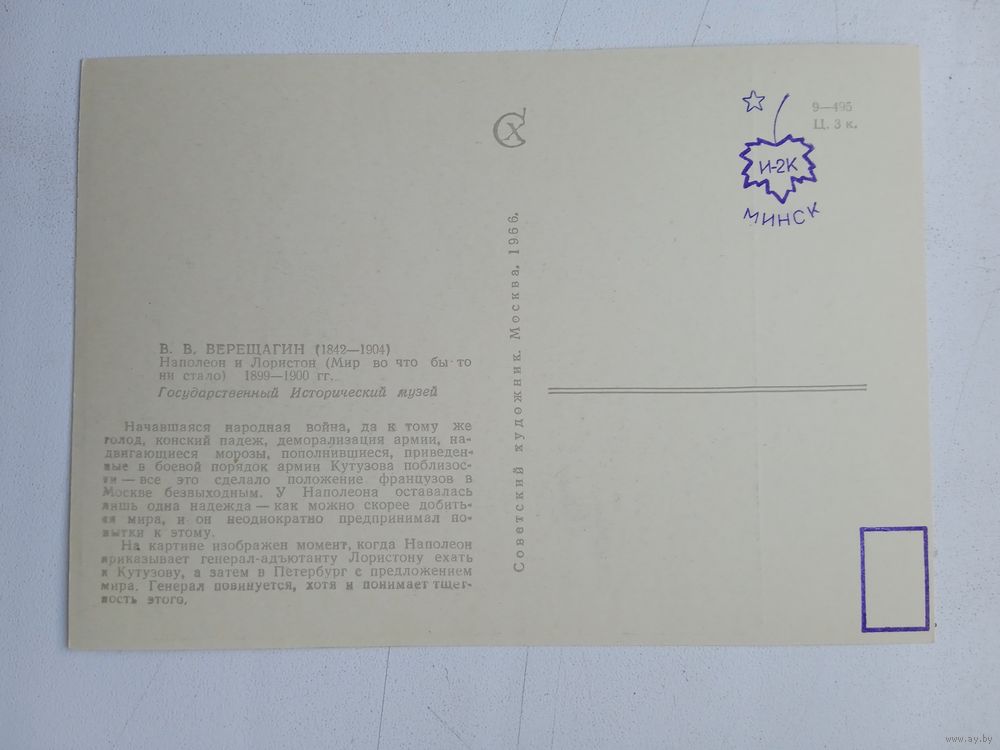 В. В. ВЕРЕЩАГИН (1842—1904)
Наполеон и Лористон (Мир во что бы-то
ни стало) 1899—1900 гг.
Государственный Исторический музей
Начавшаяся народная война, да к тому же
голод, конский падеж, деморализация армии, на-
двигающиеся морозы, пополнившиеся, приведен-
ные в боевой порядок армии Кутузова поблизос-
ти — все это сделало положение французов в
Москве безвыходным. У Наполеона оставалась
лишь одна надежда — как можно скорее добить-
ся мира, и он неоднократно предпринимал по-
пытки к этому.
На картине изображен момент, когда Наполеон
приказывает генерал-адъютанту Лористону ехать
к Кутузову, а затем в Петербург с предложением
мира. Генерал повинуется, хотя и понимает тщет-
ность этого.
СХ
Советский художник. Москва. 1966.
9—495
Ц. 3 к.
И-2К
МИНСК
www.ay.by